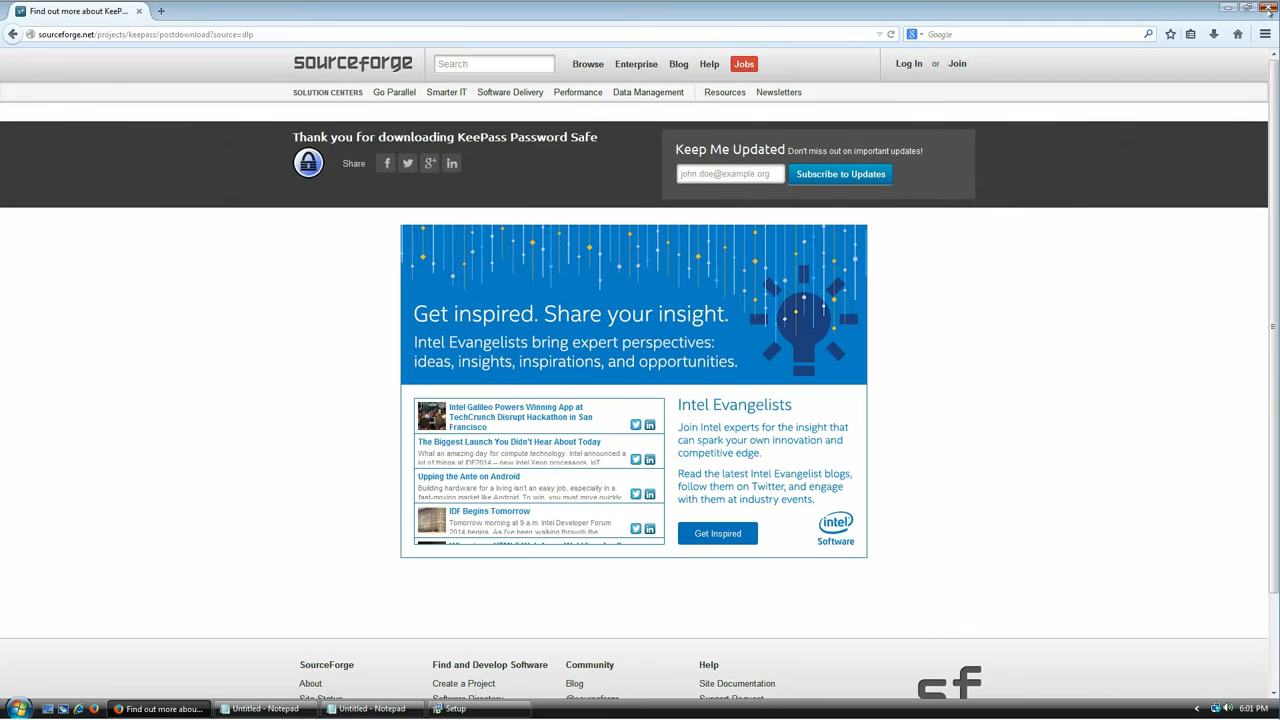 Find out more about KeeP...
sourceforge.net/projects/keepass/postdownload?source=dlp
Google
sourceforge
Search
Browse
Enterprise
Blog
Help
Jobs
Log In or Join
SOLUTION CENTERS
Go Parallel
Smarter IT
Software Delivery
Performance
Data Management
Resources
Newsletters
Thank you for downloading KeePass Password Safe
Share
Keep Me Updated Don't miss out on important updates!
john.doe@example.org
Subscribe to Updates
Get inspired. Share your insight.
Intel Evangelists bring expert perspectives:
ideas, insights, inspirations, and opportunities.
Intel Galileo Powers Winning App at
TechCrunch Disrupt Hackathon in San
Francisco
The Biggest Launch You Didn't Hear About Today
What an amazing day for compute technology. Intel announced a
lot of things at IDF2014 – new Intel Xeon processors, IoT
Upping the Ante on Android
Building hardware for a living isn't an easy job, especially in a
fast-moving market like Android. To win, you must move quickly
IDF Begins Tomorrow
Tomorrow morning at 9 a.m. Intel Developer Forum
2014 begins. As I've been walking through the
Intel Evangelists
Join Intel experts for the insight that
can spark your own innovation and
competitive edge.
Read the latest Intel Evangelist blogs,
follow them on Twitter, and engage
with them at industry events.
Get Inspired
intel
Software
SourceForge
About
Site Status
Find and Develop Software
Create a Project
Software Directory
Community
Blog
@sourceforge
Help
Site Documentation
Support Request
sf
Find out more abou...
Untitled - Notepad
Untitled - Notepad
Setup
6:01 PM